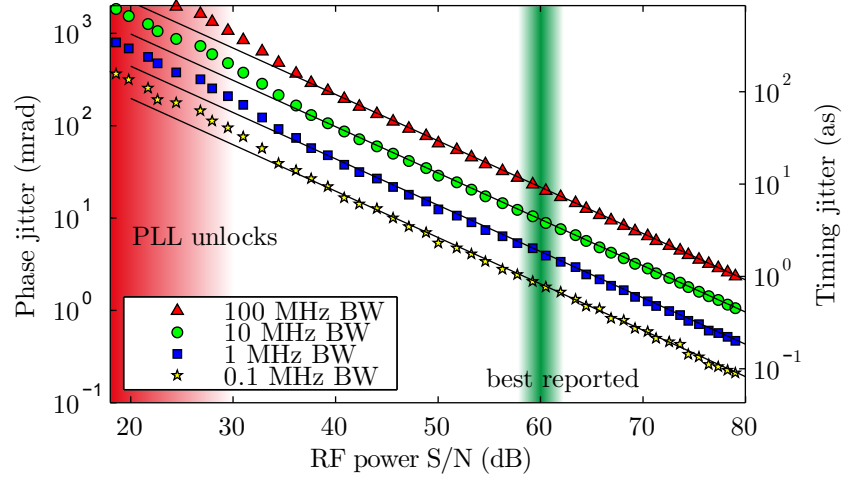 10^3
10^2
10^1
10^0
10^-1
Phase jitter (mrad)
10^2
10^1
10^0
10^-1
Timing jitter (as)
PLL unlocks
100 MHz BW
10 MHz BW
1 MHz BW
0.1 MHz BW
best reported
20 30 40 50 60 70 80
RF power S/N (dB)